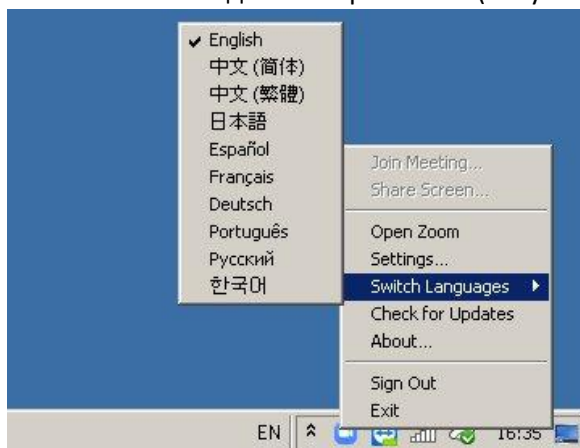 English
中文 (简体)
中文 (繁體)
日本語
Español
Français
Deutsch
Português
Русский
한국어
Join Meeting...
Share Screen...
Open Zoom
Settings...
Switch Languages
Check for Updates
About...
Sign Out
Exit
EN
16:35